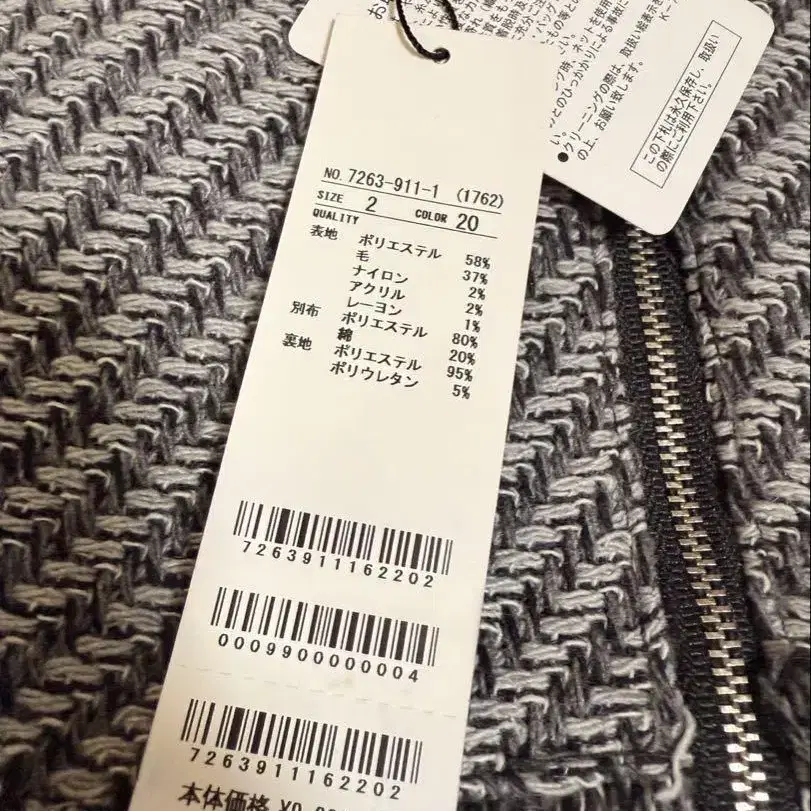 NO. 7263-911-1 (1762)
SIZE 2 COLOR 20
QUALITY
表地 ポリエステル 58%
毛 37%
ナイロン 2%
アクリル 2%
レーヨン 1%
別布 ポリエステル 80%
綿 20%
裏地 ポリエステル 95%
ポリウレタン 5%
7263911162202
0009900000004
7263911162202
本体価格 ¥9
この下札は永久保存し、取扱い
の際にご利用下さい。
●クリーニングの際は、取扱い絵表示を
の上、お願い致します。